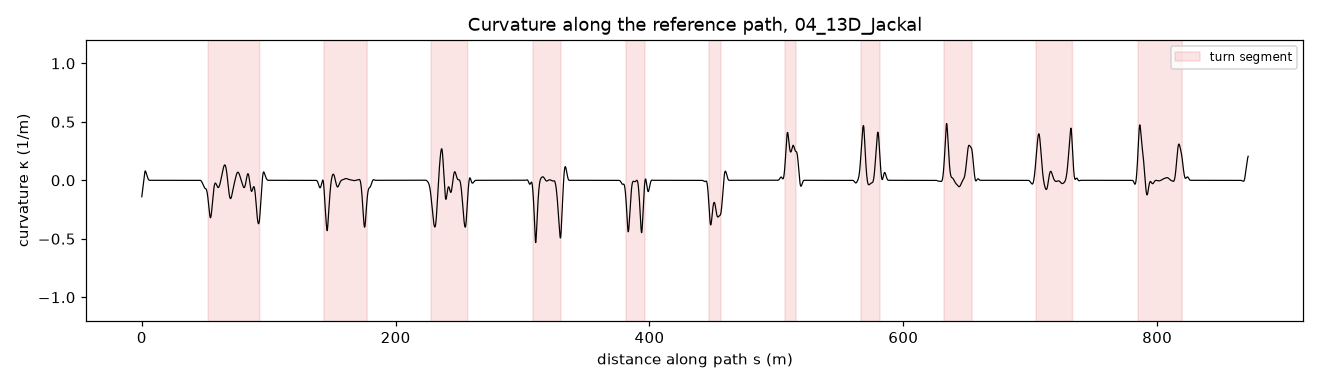 Curvature along the reference path, 04_13D_Jackal
turn segment
1.0
0.5
0.0
−0.5
−1.0
curvature κ (1/m)
0 200 400 600 800
distance along path s (m)